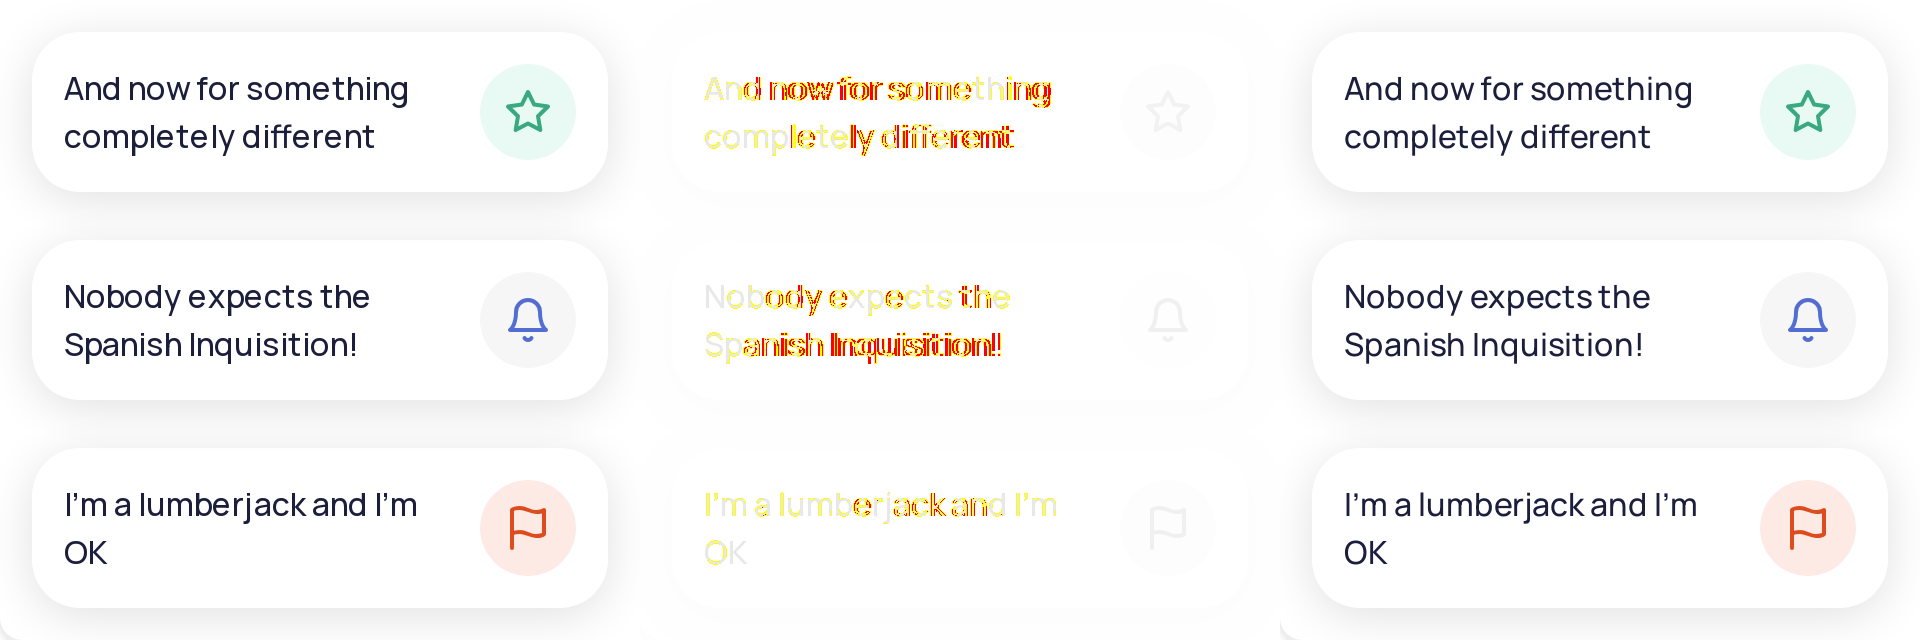 And now for something
completely different
Nobody expects the
Spanish Inquisition!
I’m a lumberjack and I’m
OK
And now for something
completely different
Nobody expects the
Spanish Inquisition!
I’m a lumberjack and I’m
OK
And now for something
completely different
Nobody expects the
Spanish Inquisition!
I’m a lumberjack and I’m
OK